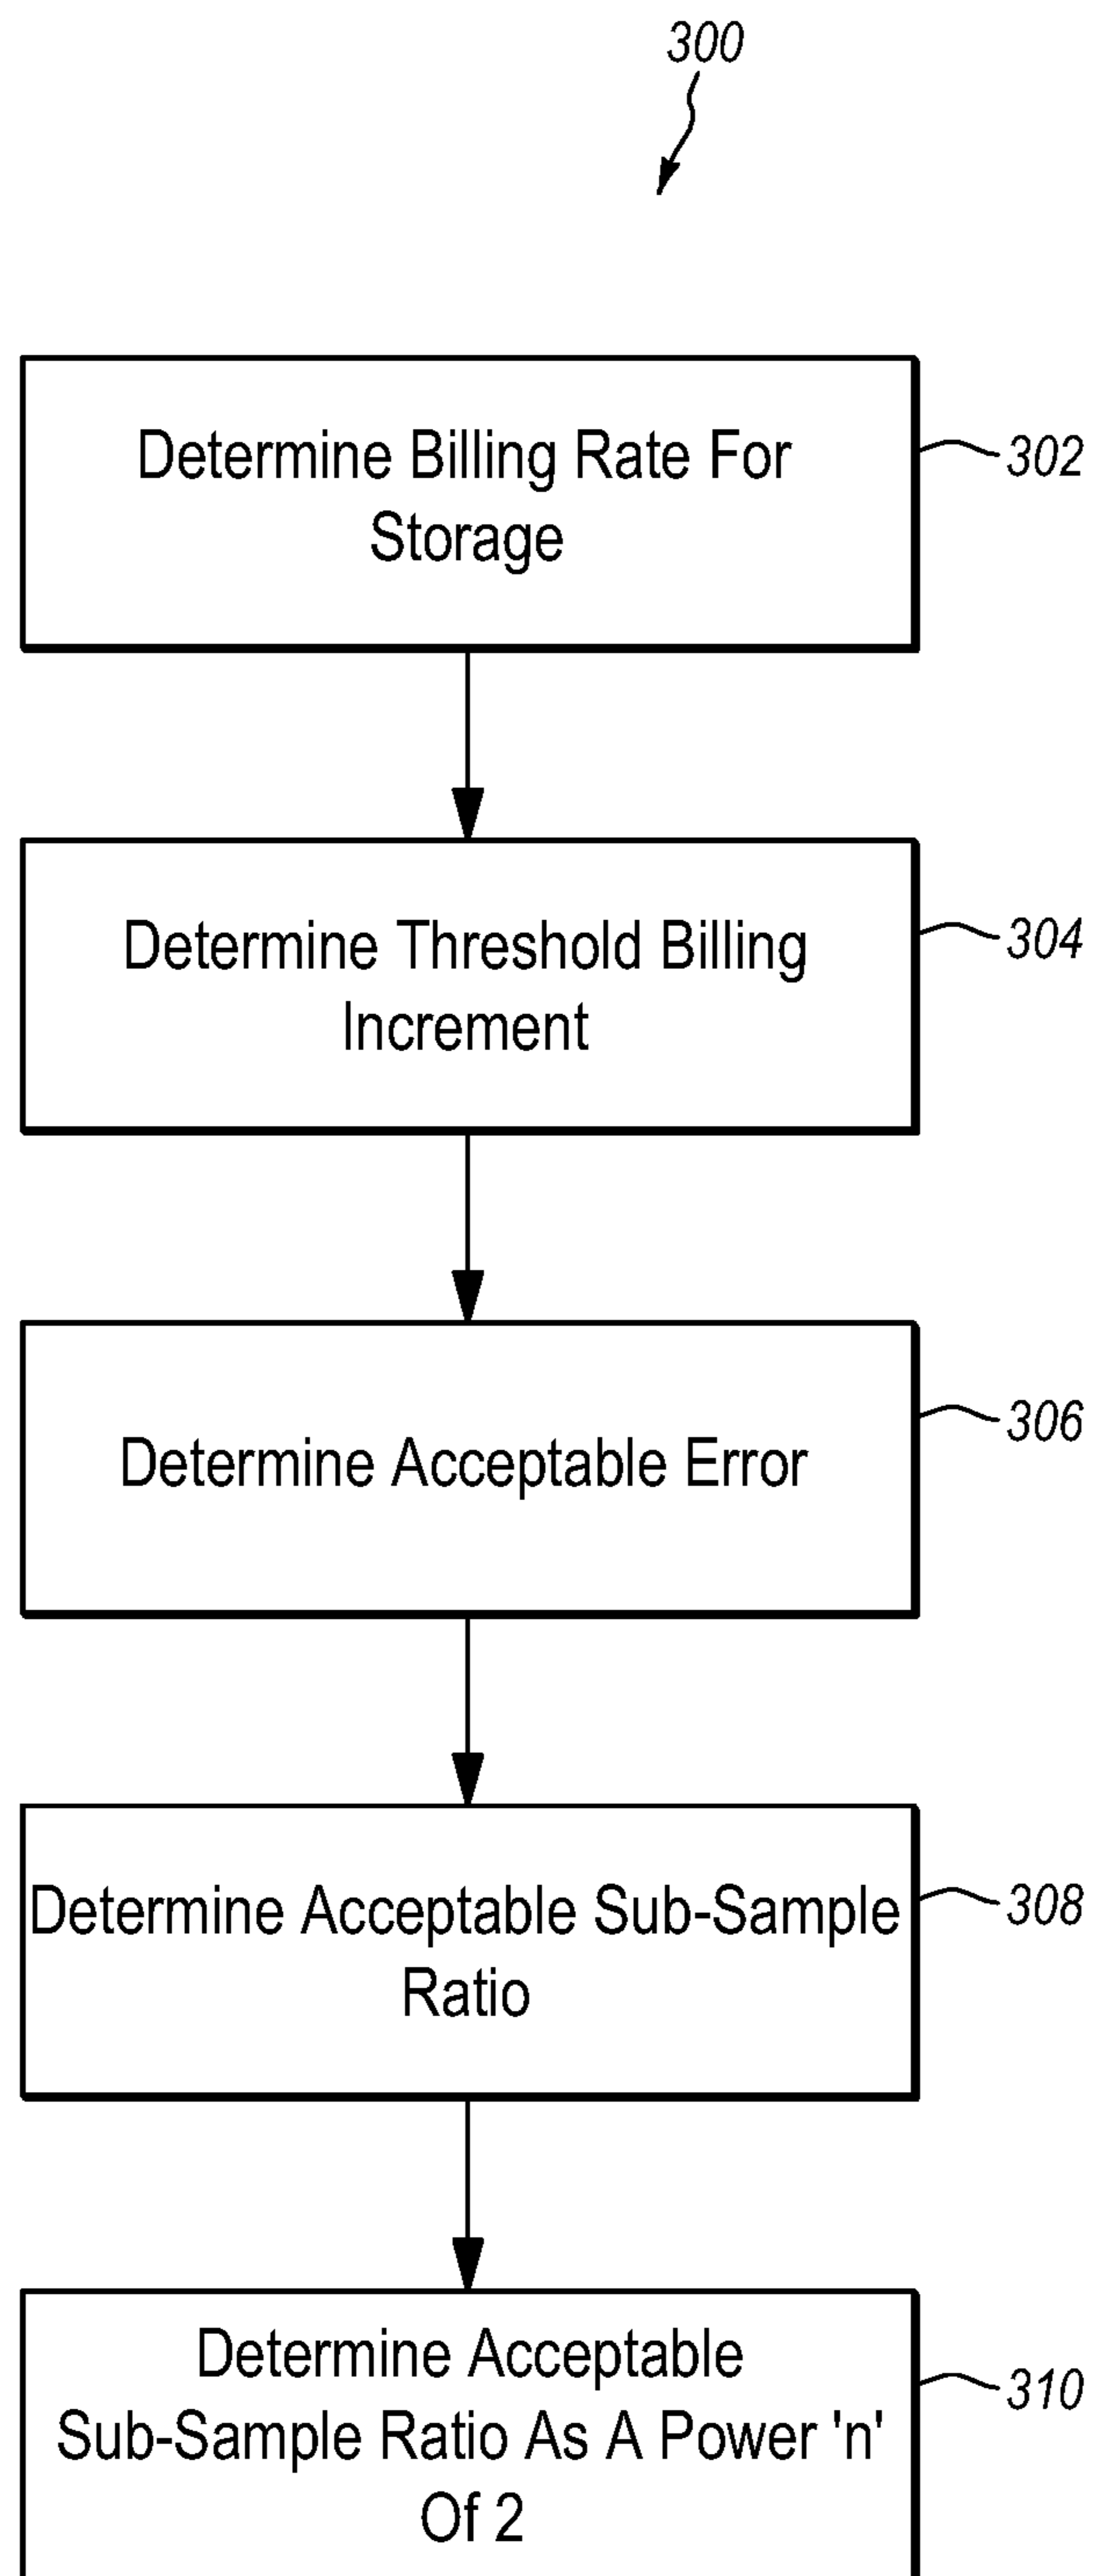 300
Determine Billing Rate For
Storage
302
Determine Threshold Billing
Increment
304
Determine Acceptable Error
306
Determine Acceptable Sub-Sample
Ratio
308
Determine Acceptable
Sub-Sample Ratio As A Power 'n'
Of 2
310